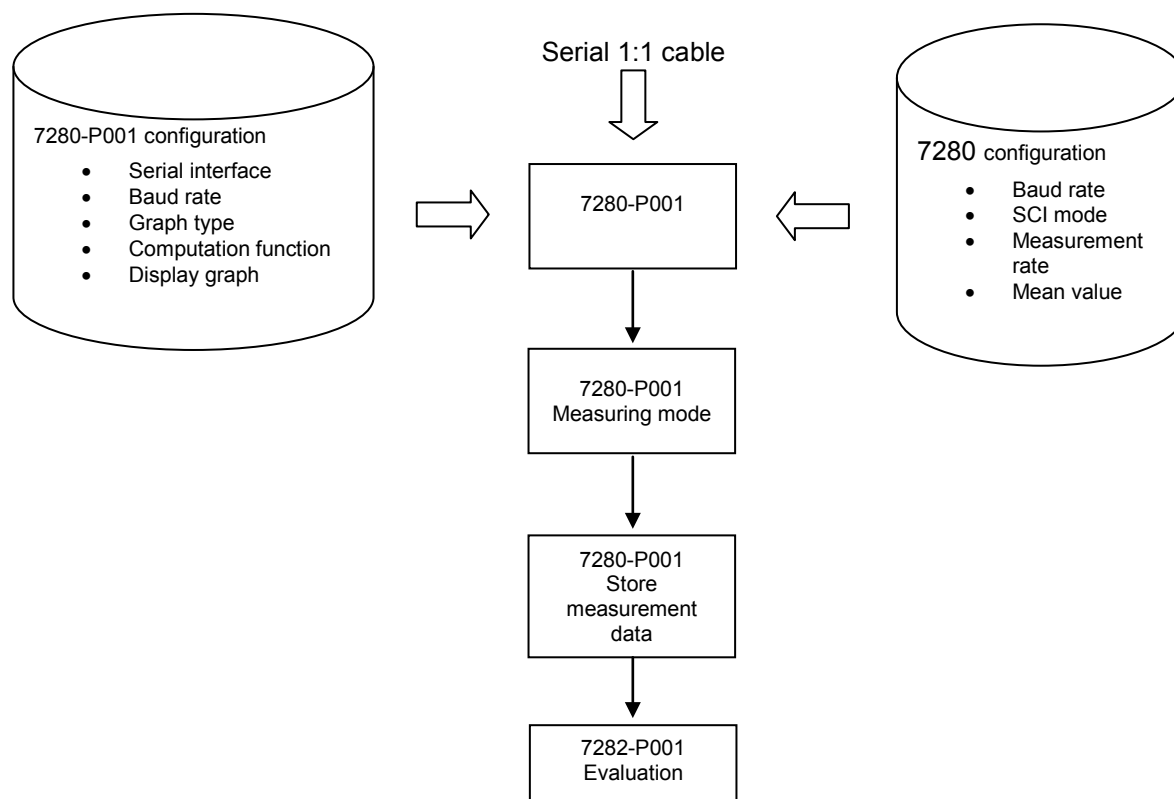 Serial 1:1 cable
7280-P001 configuration
• Serial interface
• Baud rate
• Graph type
• Computation function
• Display graph
7280-P001
7280 configuration
• Baud rate
• SCI mode
• Measurement
rate
• Mean value
7280-P001
Measuring mode
7280-P001
Store
measurement
data
7282-P001
Evaluation